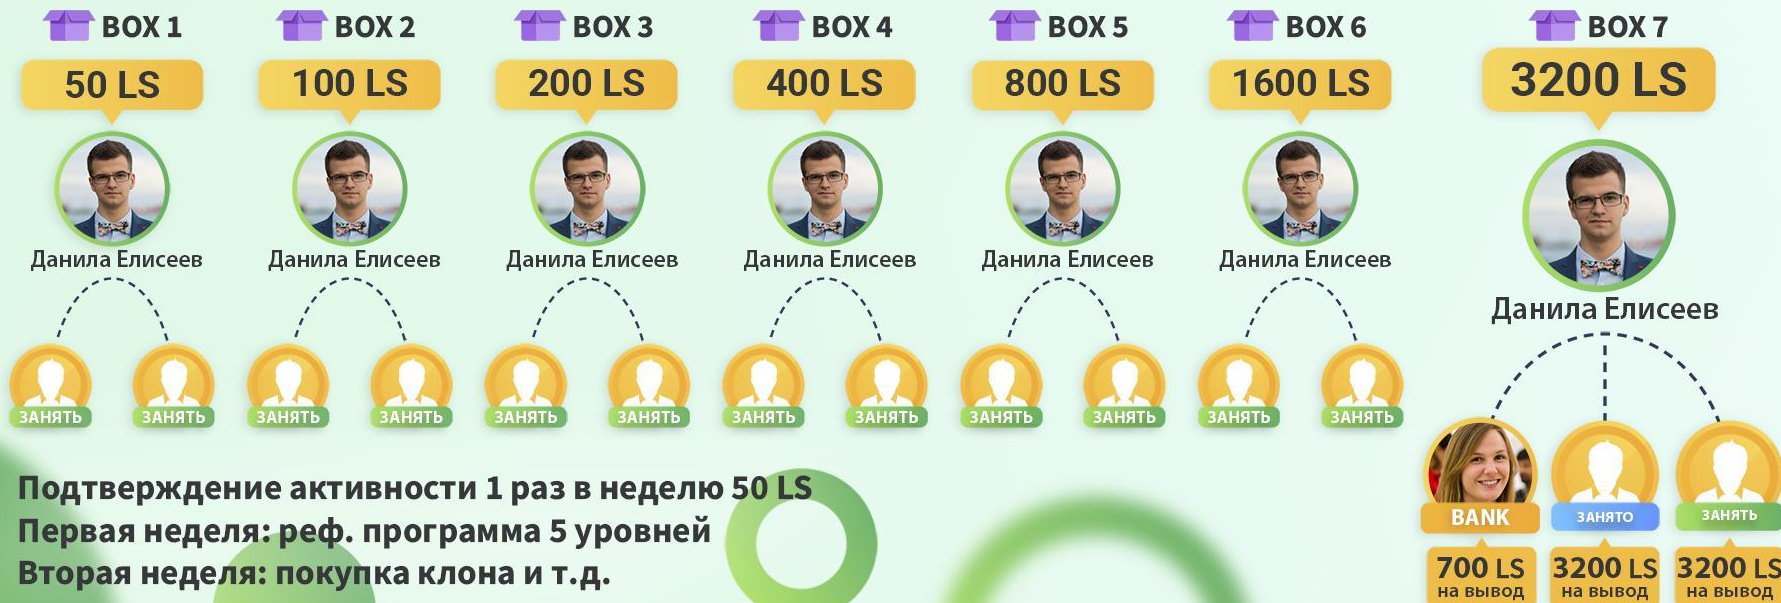 BOX 1
50 LS
Данила Елисеев
ЗАНЯТЬ
ЗАНЯТЬ
BOX 2
100 LS
Данила Елисеев
ЗАНЯТЬ
ЗАНЯТЬ
BOX 3
200 LS
Данила Елисеев
ЗАНЯТЬ
ЗАНЯТЬ
BOX 4
400 LS
Данила Елисеев
ЗАНЯТЬ
ЗАНЯТЬ
BOX 5
800 LS
Данила Елисеев
ЗАНЯТЬ
ЗАНЯТЬ
BOX 6
1600 LS
Данила Елисеев
ЗАНЯТЬ
ЗАНЯТЬ
BOX 7
3200 LS
Данила Елисеев
BANK
700 LS
на вывод
ЗАНЯТО
3200 LS
на вывод
ЗАНЯТЬ
3200 LS
на вывод
Подтверждение активности 1 раз в неделю 50 LS
Первая неделя: реф. программа 5 уровней
Вторая неделя: покупка клона и т.д.